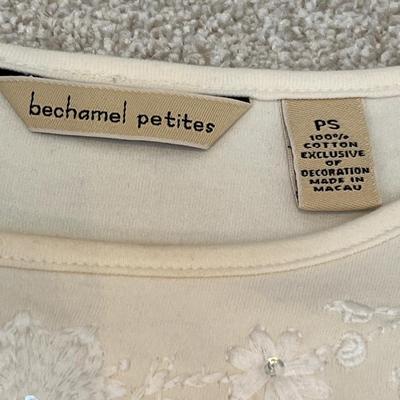 bechamel petites
PS
100%
COTTON
EXCLUSIVE
OF
DECORATION
MADE IN
MACAU